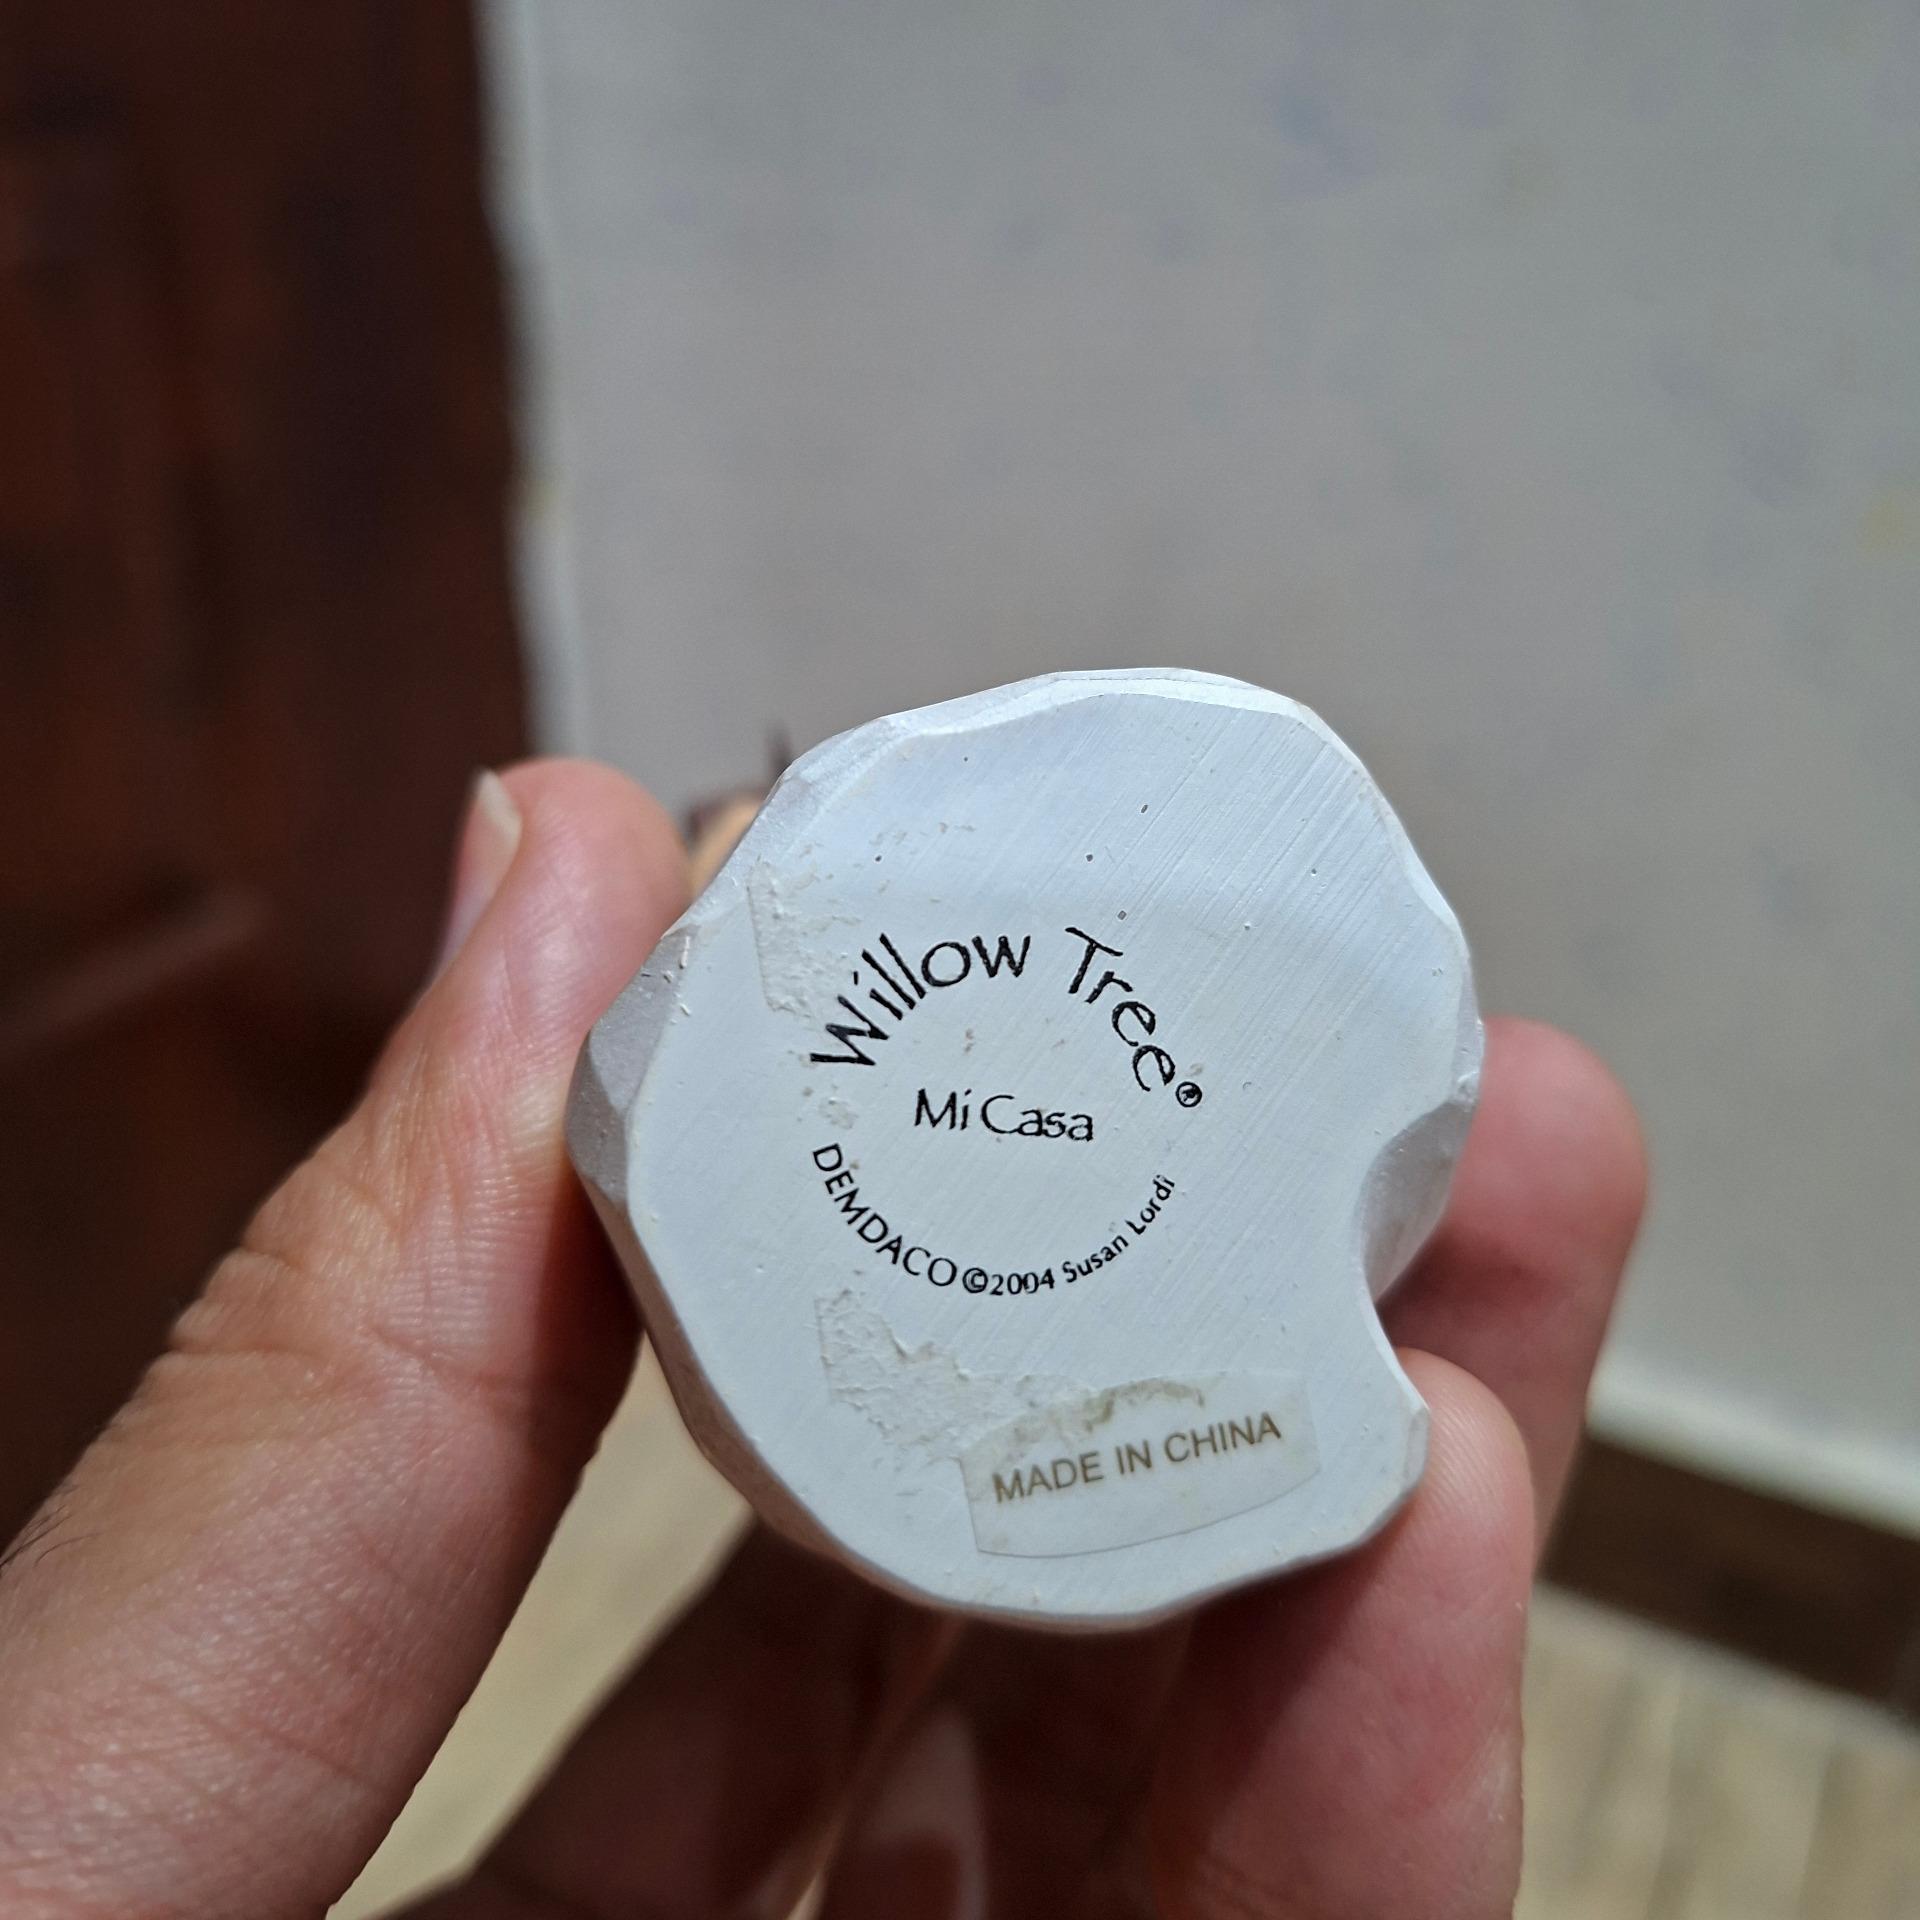 Willow Tree®
Mi Casa
DEMDACO ©2004 Susan Lordi
MADE IN CHINA